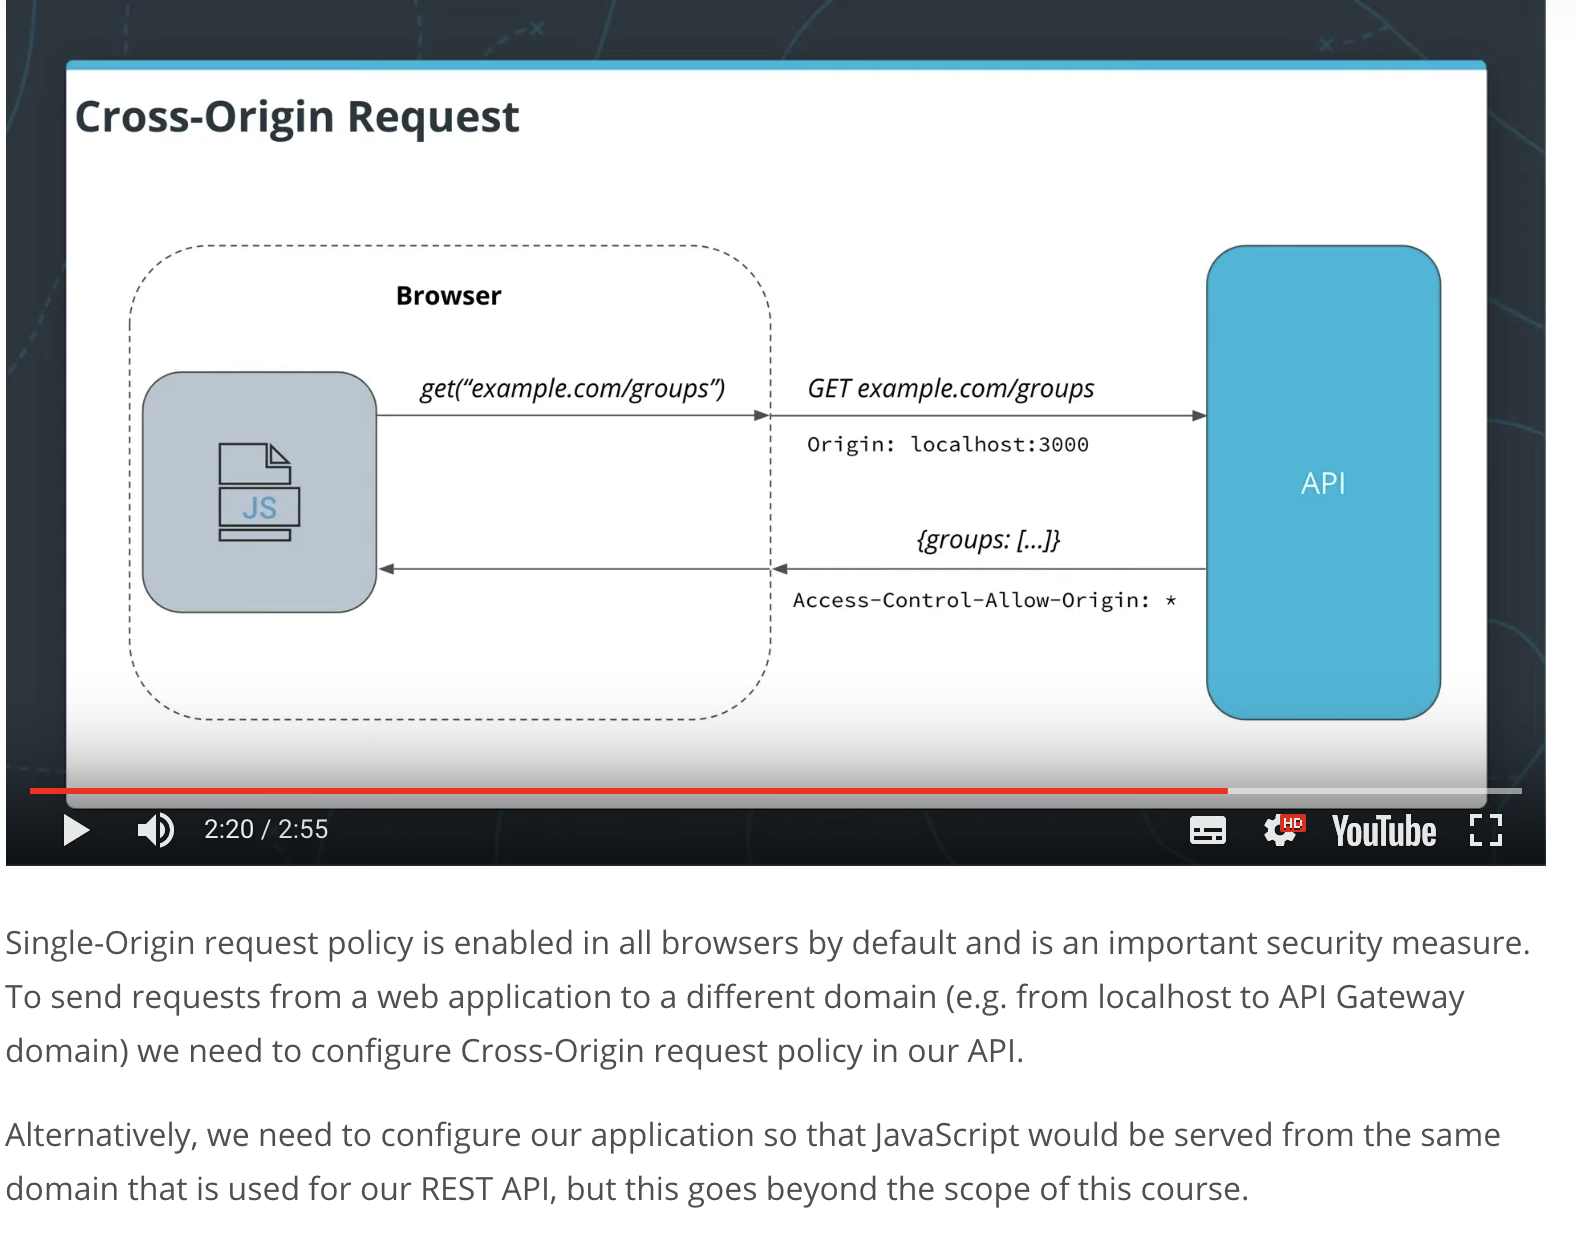 Cross-Origin Request
Browser
get(“example.com/groups”)
GET example.com/groups
Origin: localhost:3000
JS
API
{groups: [...]}
Access-Control-Allow-Origin: *
2:20 / 2:55
HD
YouTube
Single-Origin request policy is enabled in all browsers by default and is an important security measure.
To send requests from a web application to a different domain (e.g. from localhost to API Gateway
domain) we need to configure Cross-Origin request policy in our API.
Alternatively, we need to configure our application so that JavaScript would be served from the same
domain that is used for our REST API, but this goes beyond the scope of this course.